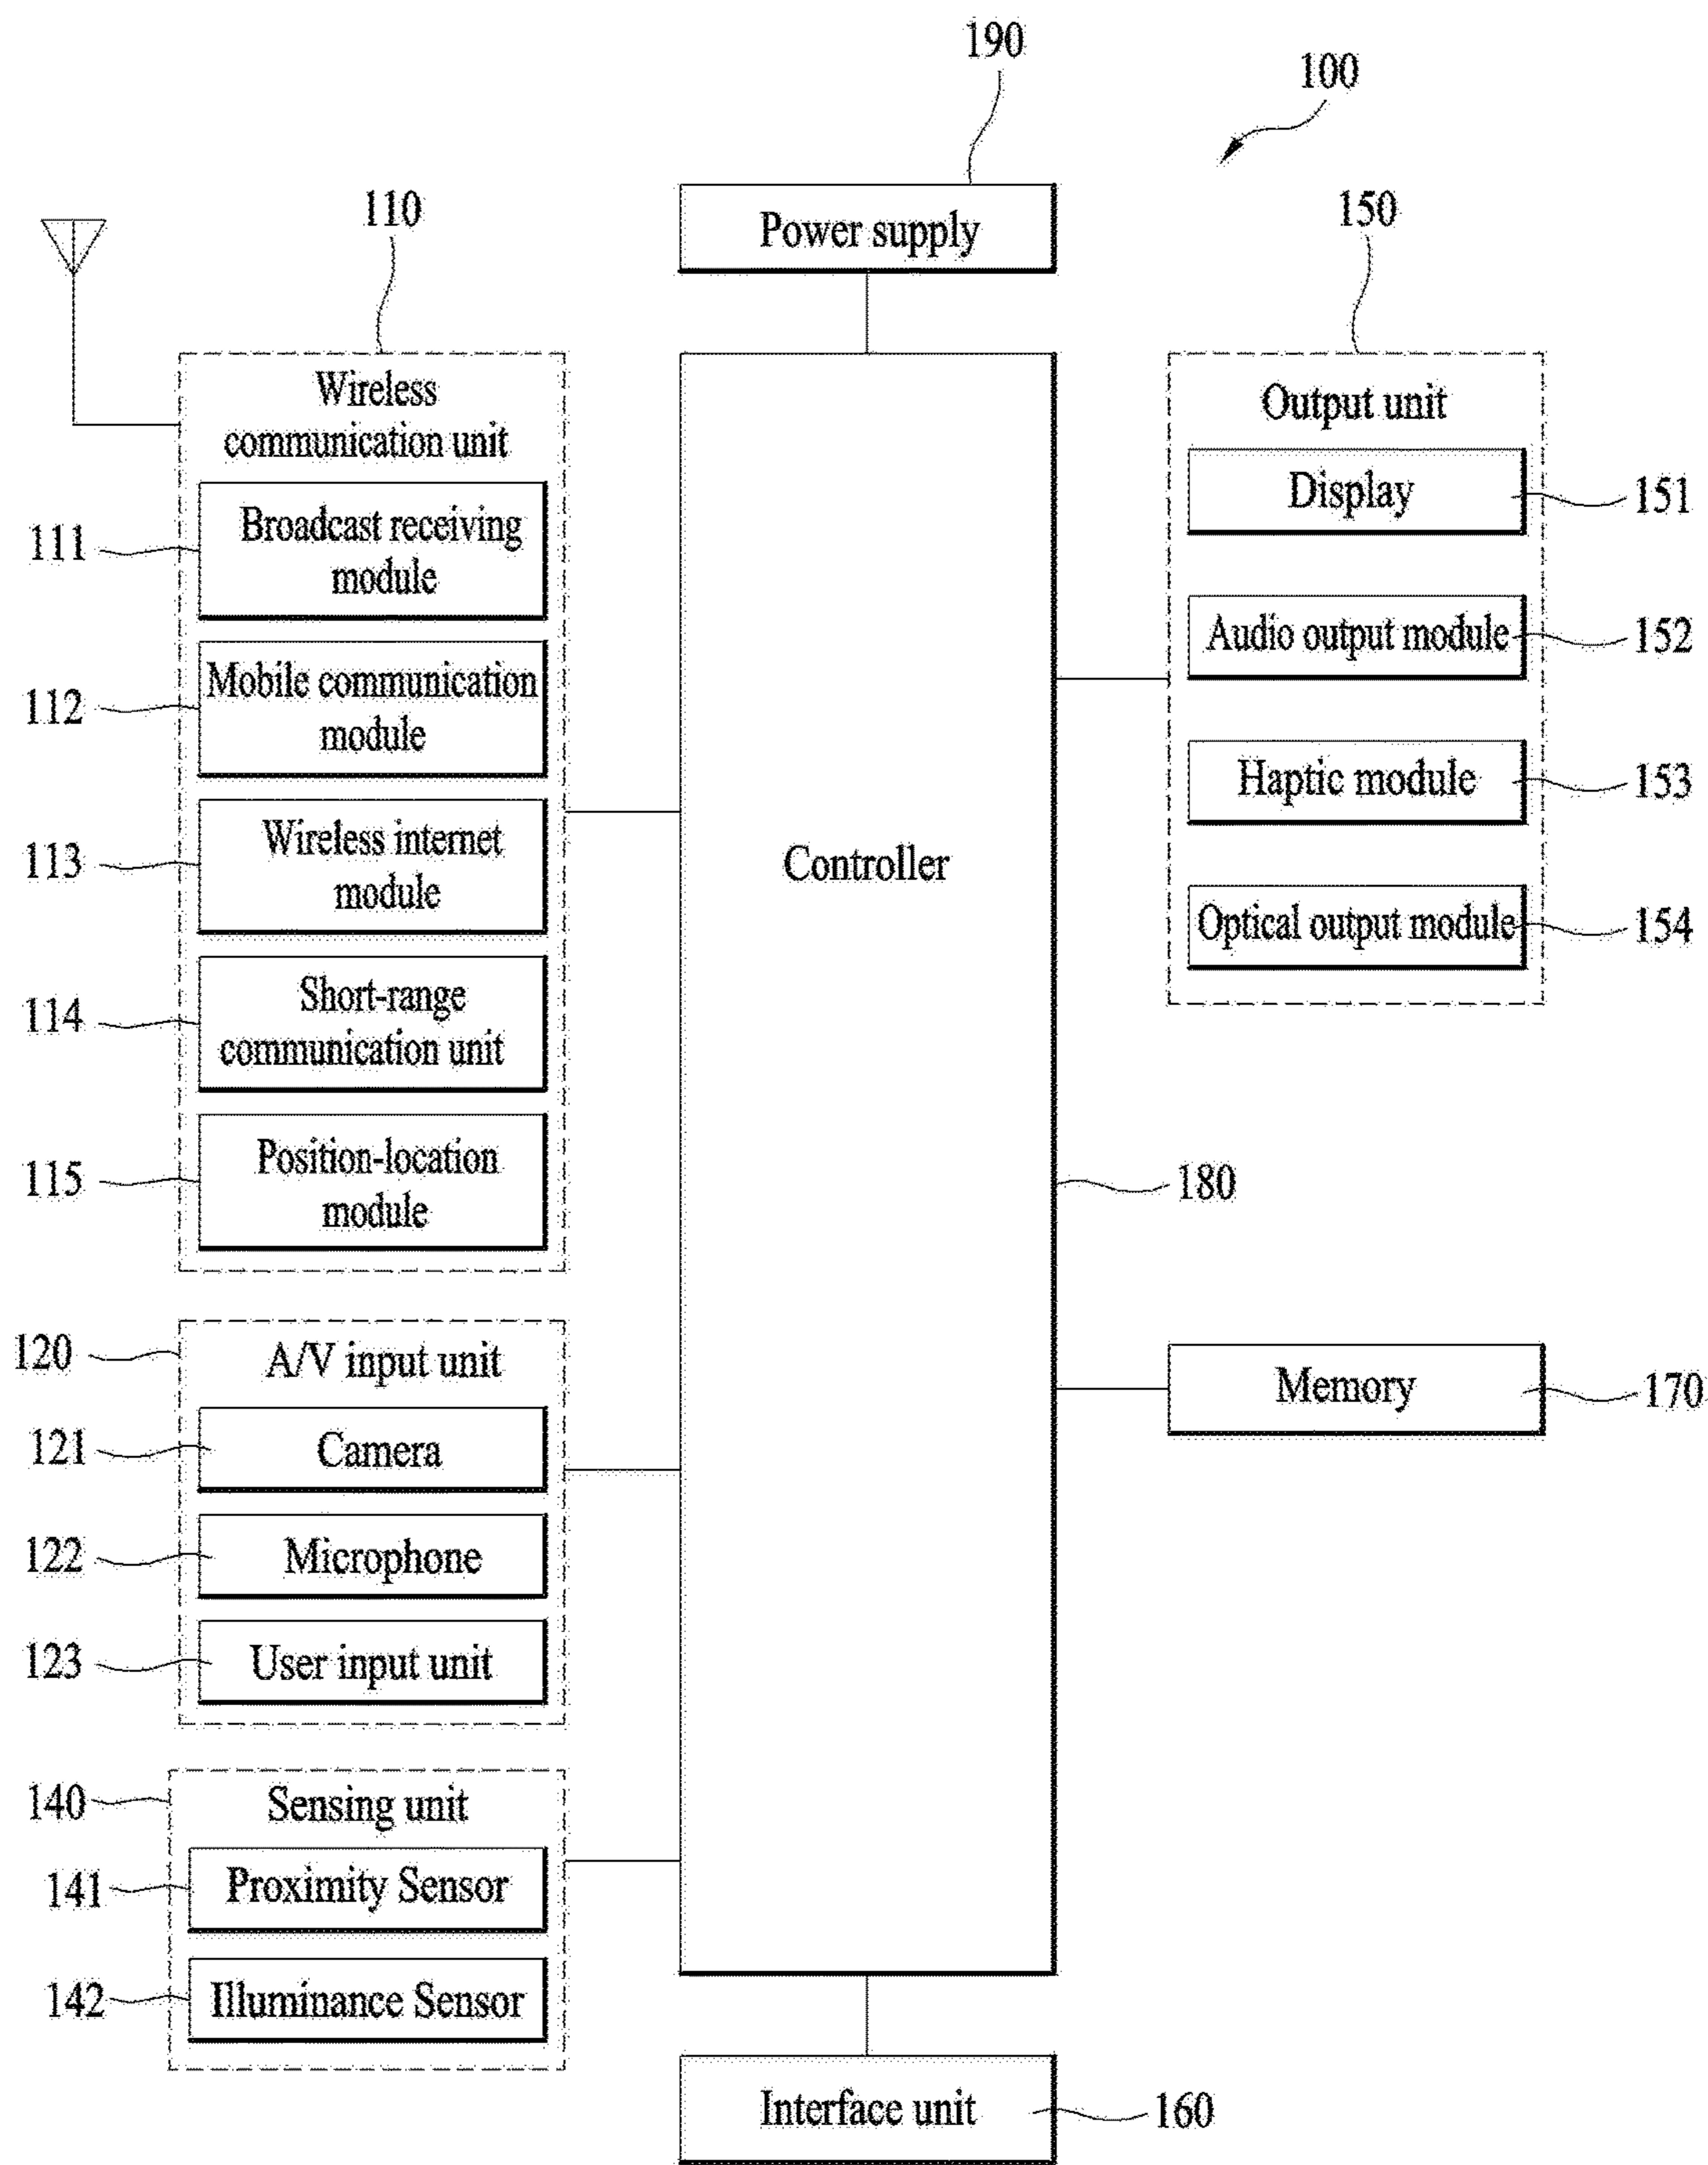 190
100
110
150
Power supply
Wireless
communication unit
Output unit
111
Broadcast receiving
module
Display
151
112
Mobile communication
module
Audio output module
152
113
Wireless internet
module
Controller
Haptic module
153
114
Short-range
communication unit
Optical output module
154
115
Position-location
module
180
120
A/V input unit
Memory
170
121
Camera
122
Microphone
123
User input unit
140
Sensing unit
141
Proximity Sensor
142
Illuminance Sensor
Interface unit
160